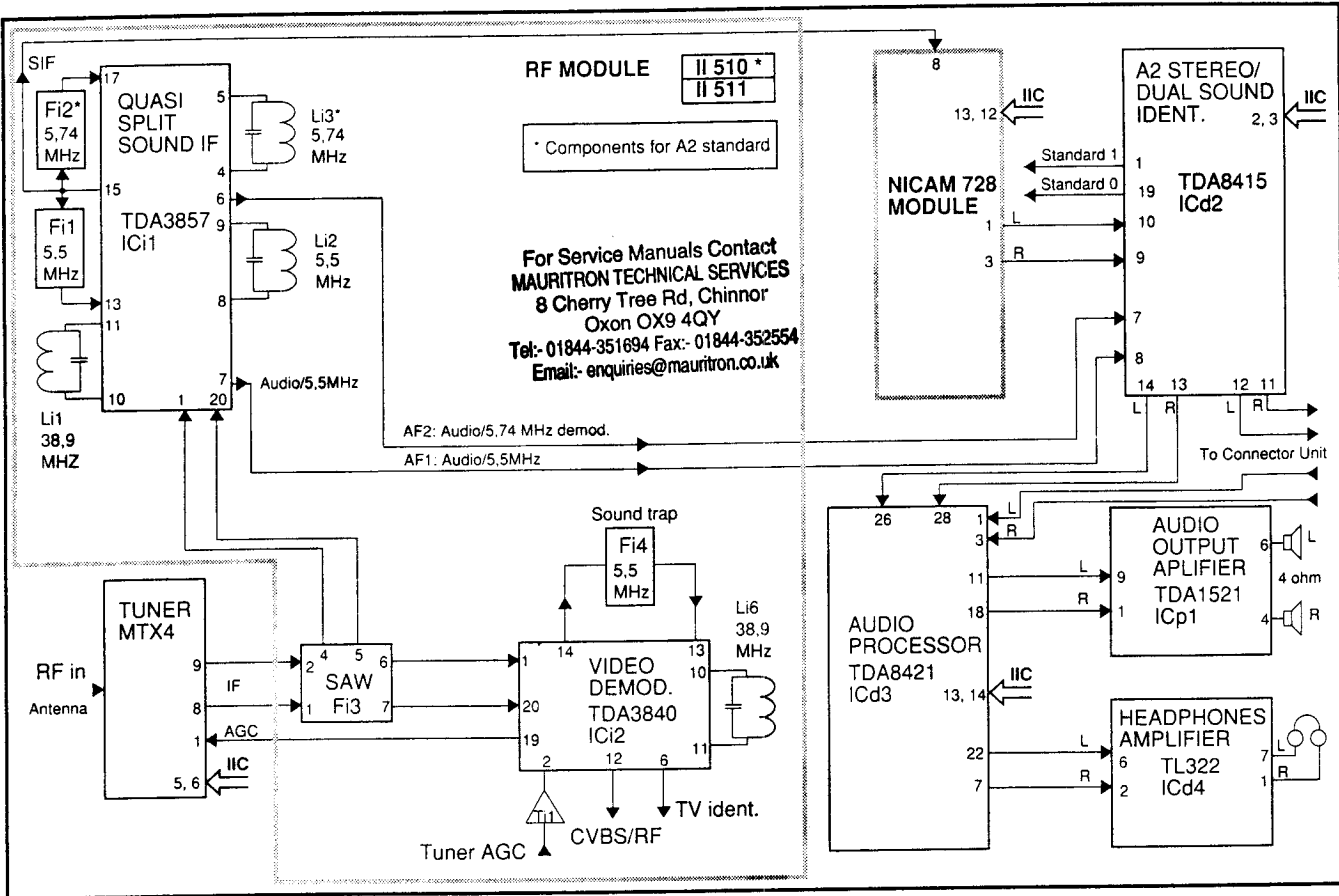 SIF
17
Fi2*
5,74
MHz
QUASI
SPLIT
SOUND IF
5
Li3*
5,74
MHz
4
15
6
TDA3857
ICi1
9
Li2
5,5
MHz
8
Fi1
5.5
MHz
13
11
10
Li1
38,9
MHZ
1
20
7
Audio/5,5MHz
RF MODULE
II 510 *
II 511
* Components for A2 standard
For Service Manuals Contact
MAURITRON TECHNICAL SERVICES
8 Cherry Tree Rd, Chinnor
Oxon OX9 4QY
Tel:- 01844-351694 Fax:- 01844-352554
Email:- enquiries@mauritron.co.uk
AF2: Audio/5,74 MHz demod.
AF1: Audio/5,5MHz
8
13, 12
IIC
NICAM 728
MODULE
1
L
3
R
A2 STEREO/
DUAL SOUND
IDENT.
IIC
2, 3
Standard 1
1
Standard 0
19
TDA8415
ICd2
10
9
7
8
14
13
12
11
L
R
L
R
To Connector Unit
TUNER
MTX4
RF in
Antenna
9
8
IF
1
AGC
5, 6
IIC
4
5
2
6
SAW
Fi3
1
7
Sound trap
Fi4
5,5
MHz
14
13
1
VIDEO
DEMOD.
TDA3840
ICi2
20
19
10
11
Li6
38,9
MHz
2
12
6
Ti1
Tuner AGC
CVBS/RF
TV ident.
26
28
1
L
3
R
11
L
18
R
AUDIO
PROCESSOR
TDA8421
ICd3
13, 14
IIC
22
L
7
R
AUDIO
OUTPUT
APLIFIER
TDA1521
ICp1
9
1
6
L
4 ohm
4
R
HEADPHONES
AMPLIFIER
TL322
ICd4
6
2
L
7
R
1